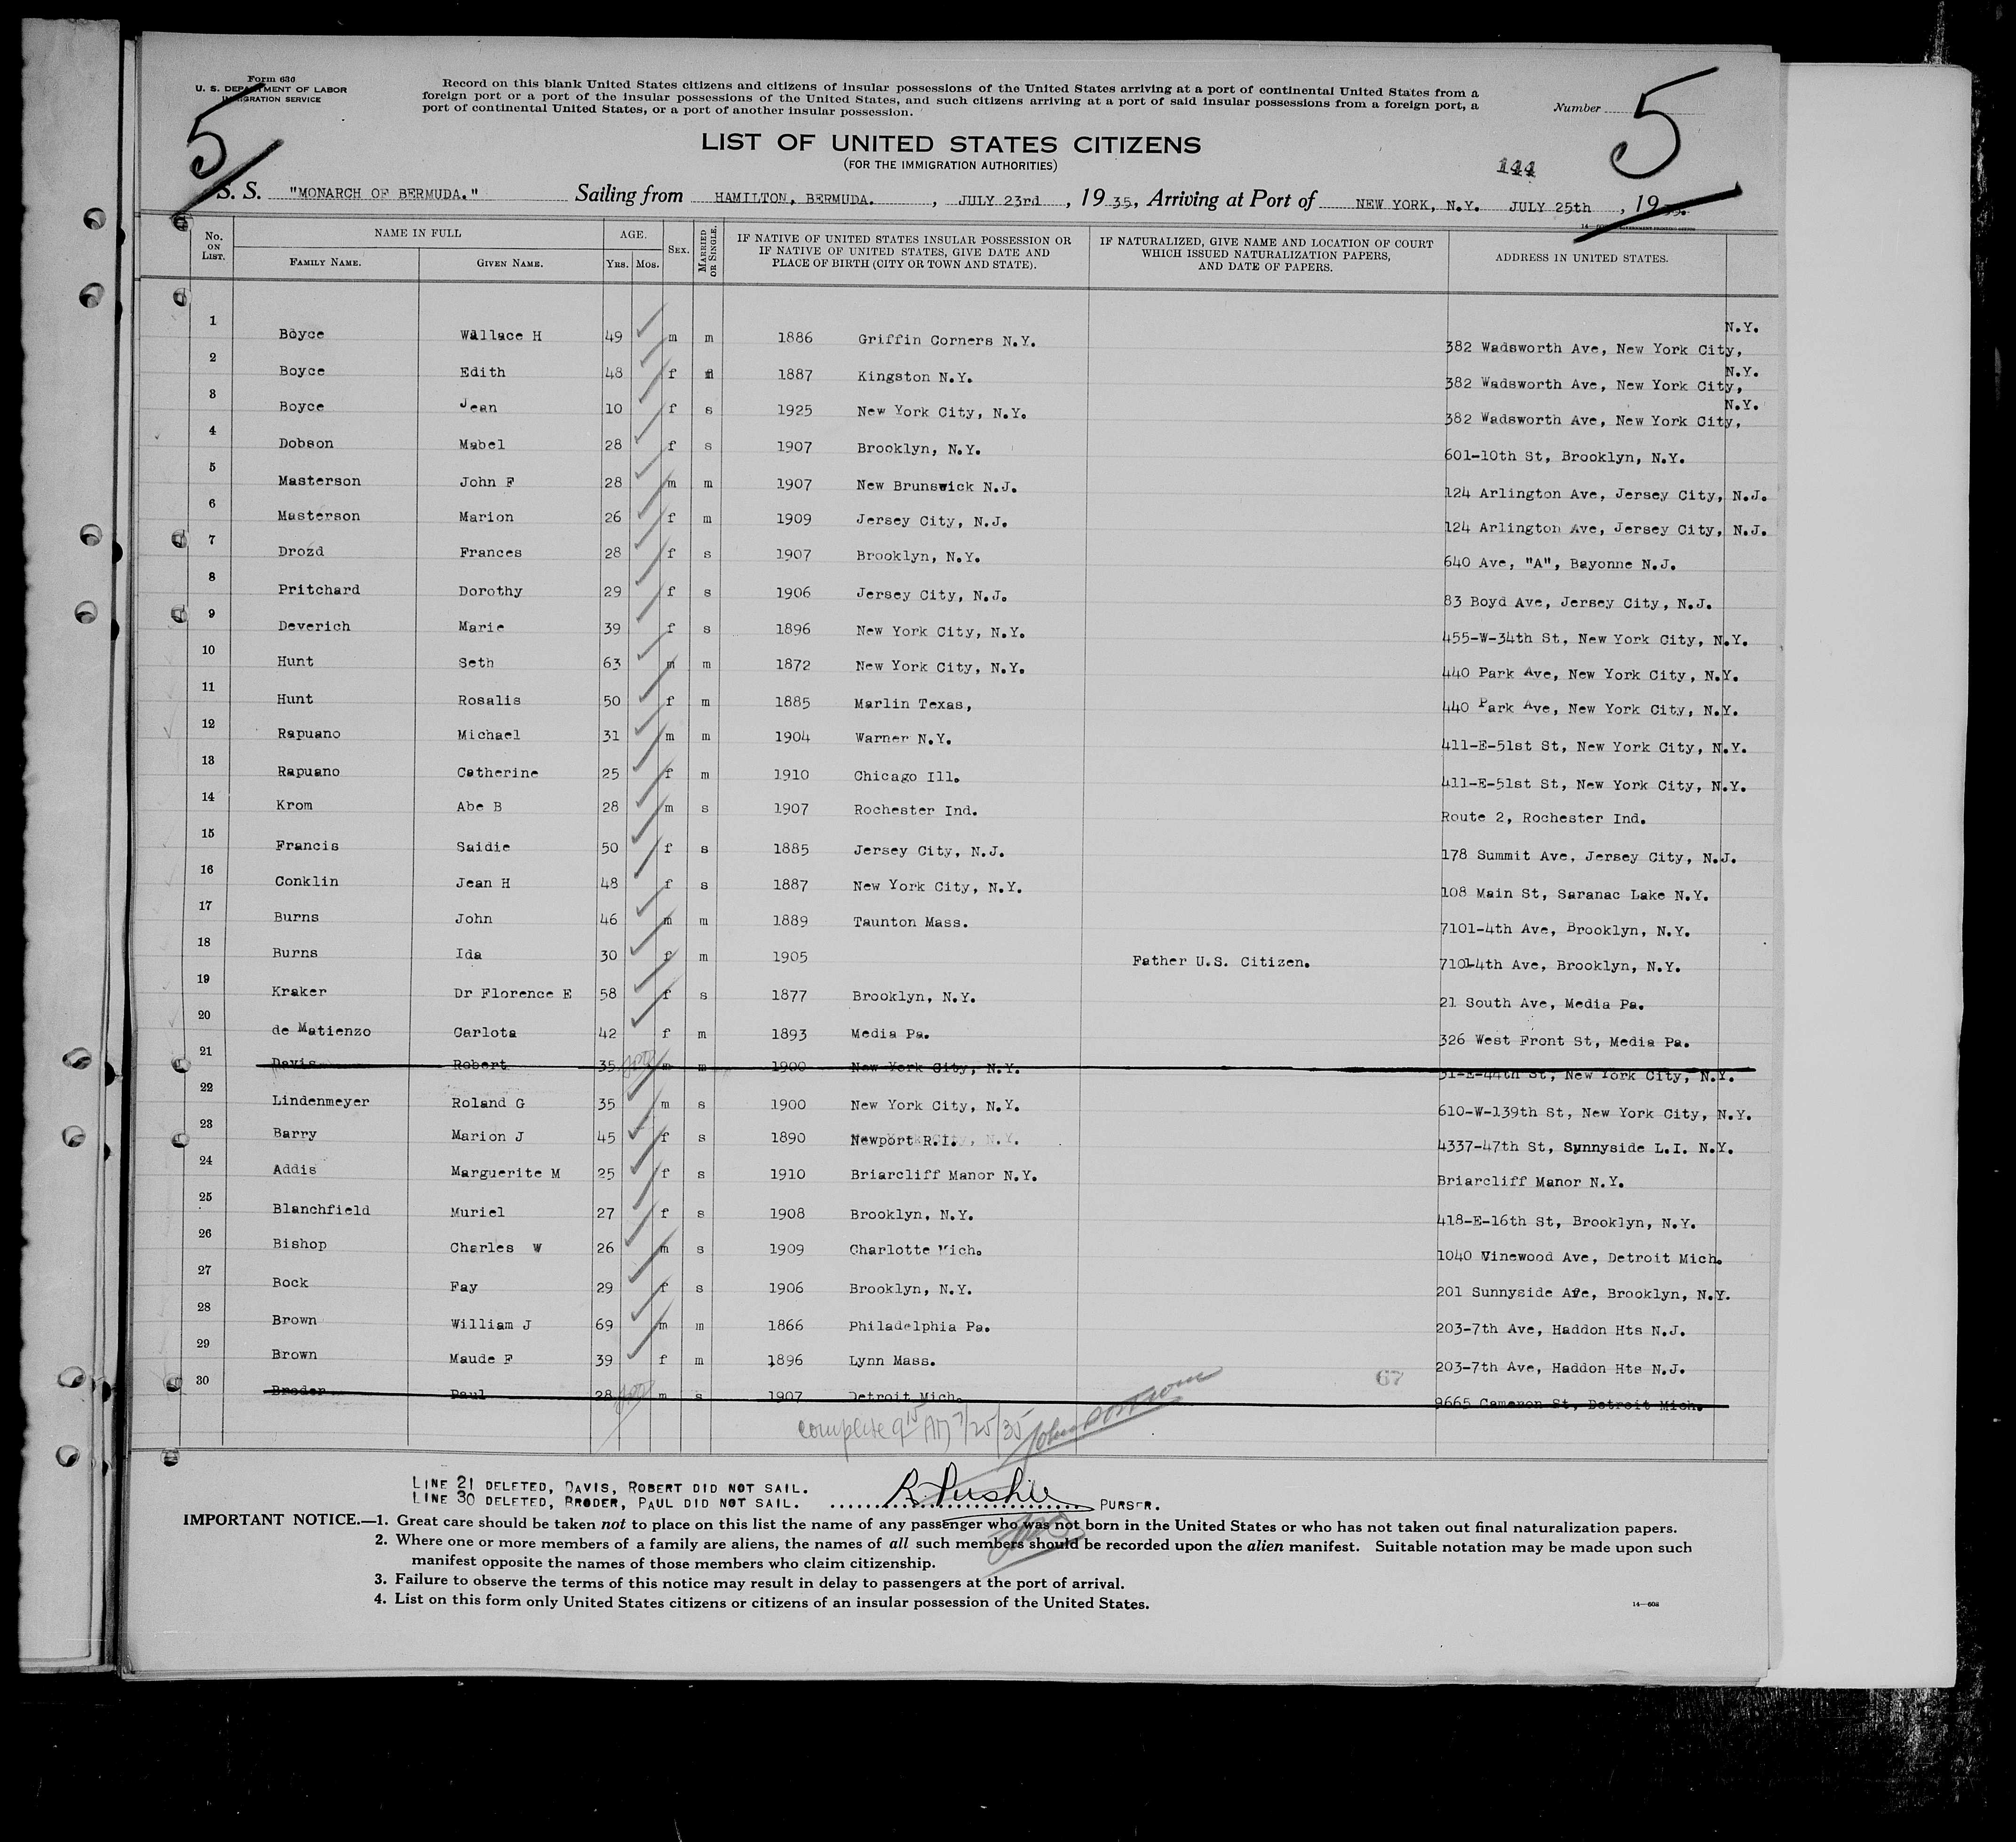 Form 630
U. S. DEPARTMENT OF LABOR
IMMIGRATION SERVICE
Record on this blank United States citizens and citizens of insular possessions of the United States arriving at a port of continental United States from a
foreign port or a port of the insular possessions of the United States, and such citizens arriving at a port of said insular possessions from a foreign port, a
port of continental United States, or a port of another insular possession.
Number 5
5
LIST OF UNITED STATES CITIZENS
(FOR THE IMMIGRATION AUTHORITIES)
144
S. S. "MONARCH OF BERMUDA." Sailing from HAMILTON, BERMUDA. , JULY 23rd , 19 35, Arriving at Port of NEW YORK, N.Y. JULY 25th , 19 35.
No. ON LIST. NAME IN FULL AGE. SEX. MARRIED OR SINGLE. IF NATIVE OF UNITED STATES INSULAR POSSESSION OR IF NATIVE OF UNITED STATES, GIVE DATE AND PLACE OF BIRTH (CITY OR TOWN AND STATE). IF NATURALIZED, GIVE NAME AND LOCATION OF COURT WHICH ISSUED NATURALIZATION PAPERS, AND DATE OF PAPERS. ADDRESS IN UNITED STATES.
FAMILY NAME. GIVEN NAME. YRS. MOS.
1 Boyce Wallace H 49 m m 1886 Griffin Corners N.Y. 382 Wadsworth Ave, New York City, N.Y.
2 Boyce Edith 48 f m 1887 Kingston N.Y. 382 Wadsworth Ave, New York City, N.Y.
3 Boyce Jean 10 f s 1925 New York City, N.Y. 382 Wadsworth Ave, New York City, N.Y.
4 Dobson Mabel 28 f s 1907 Brooklyn, N.Y. 601-10th St, Brooklyn, N.Y.
5 Masterson John F 28 m m 1907 New Brunswick N.J. 124 Arlington Ave, Jersey City, N.J.
6 Masterson Marion 26 f m 1909 Jersey City, N.J. 124 Arlington Ave, Jersey City, N.J.
7 Drozd Frances 28 f s 1907 Brooklyn, N.Y. 640 Ave, "A", Bayonne N.J.
8 Pritchard Dorothy 29 f s 1906 Jersey City, N.J. 83 Boyd Ave, Jersey City, N.J.
9 Deverich Marie 39 f s 1896 New York City, N.Y. 455-W-34th St, New York City, N.Y.
10 Hunt Seth 63 m m 1872 New York City, N.Y. 440 Park Ave, New York City, N.Y.
11 Hunt Rosalis 50 f m 1885 Marlin Texas, 440 Park Ave, New York City, N.Y.
12 Rapuano Michael 31 m m 1904 Warner N.Y. 411-E-51st St, New York City, N.Y.
13 Rapuano Catherine 25 f m 1910 Chicago Ill. 411-E-51st St, New York City, N.Y.
14 Krom Abe B 28 m s 1907 Rochester Ind. Route 2, Rochester Ind.
15 Francis Saidie 50 f s 1885 Jersey City, N.J. 178 Summit Ave, Jersey City, N.J.
16 Conklin Jean H 48 f s 1887 New York City, N.Y. 108 Main St, Saranac Lake N.Y.
17 Burns John 46 m m 1889 Taunton Mass. 7101-4th Ave, Brooklyn, N.Y.
18 Burns Ida 30 f m 1905 Father U.S. Citizen. 7101-4th Ave, Brooklyn, N.Y.
19 Kraker Dr Florence E 58 f s 1877 Brooklyn, N.Y. 21 South Ave, Media Pa.
20 de Matienzo Carlota 42 f m 1893 Media Pa. 326 West Front St, Media Pa.
21 Davis Robert 35 m m 1900 New York City, N.Y. 51-E-44th St, New York City, N.Y.
22 Lindenmeyer Roland G 35 m s 1900 New York City, N.Y. 610-W-139th St, New York City, N.Y.
23 Barry Marion J 45 f s 1890 Newport R.I. 4337-47th St, Sunnyside L.I. N.Y.
24 Addis Marguerite M 25 f s 1910 Briarcliff Manor N.Y. Briarcliff Manor N.Y.
25 Blanchfield Muriel 27 f s 1908 Brooklyn, N.Y. 418-E-16th St, Brooklyn, N.Y.
26 Bishop Charles W 26 m s 1909 Charlotte Mich. 1040 Vinewood Ave, Detroit Mich.
27 Bock Fay 29 f s 1906 Brooklyn, N.Y. 201 Sunnyside Ave, Brooklyn, N.Y.
28 Brown William J 69 m m 1866 Philadelphia Pa. 203-7th Ave, Haddon Hts N.J.
29 Brown Maude F 39 f m 1896 Lynn Mass. 203-7th Ave, Haddon Hts N.J.
67
30 Broder Paul 28 m s 1907 Detroit Mich. 9665 Cameron St, Detroit Mich.
complete 9 15 AM 7/25/35
LINE 21 DELETED, DAVIS, ROBERT DID NOT SAIL.
LINE 30 DELETED, BRODER, PAUL DID NOT SAIL. PURSER.
IMPORTANT NOTICE.—1. Great care should be taken not to place on this list the name of any passenger who was not born in the United States or who has not taken out final naturalization papers.
2. Where one or more members of a family are aliens, the names of all such members should be recorded upon the alien manifest. Suitable notation may be made upon such
manifest opposite the names of those members who claim citizenship.
3. Failure to observe the terms of this notice may result in delay to passengers at the port of arrival.
4. List on this form only United States citizens or citizens of an insular possession of the United States.
14—608